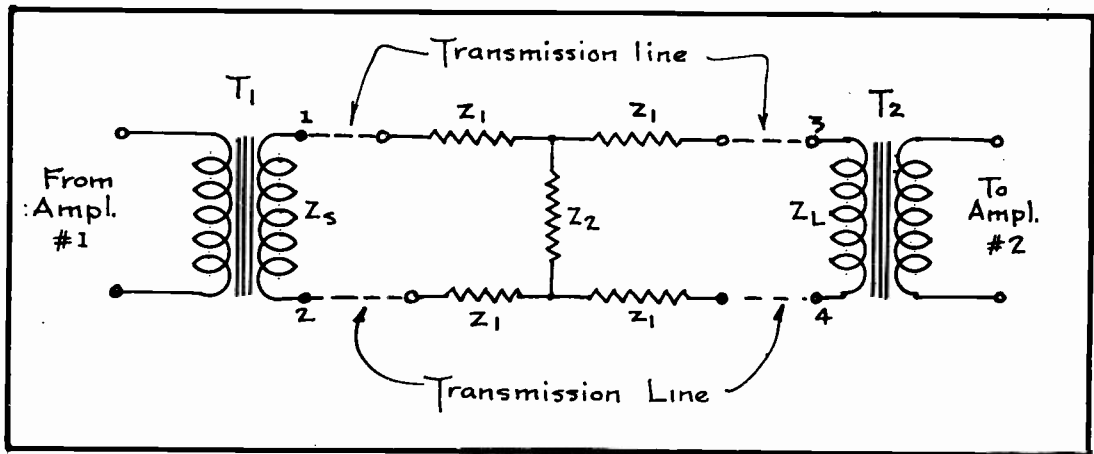 Transmission line
T1
T2
1
Z1
Z1
3
From
:Ampl.
#1
Zs
Z2
ZL
To
Ampl.
#2
2
Z1
Z1
4
Transmission Line